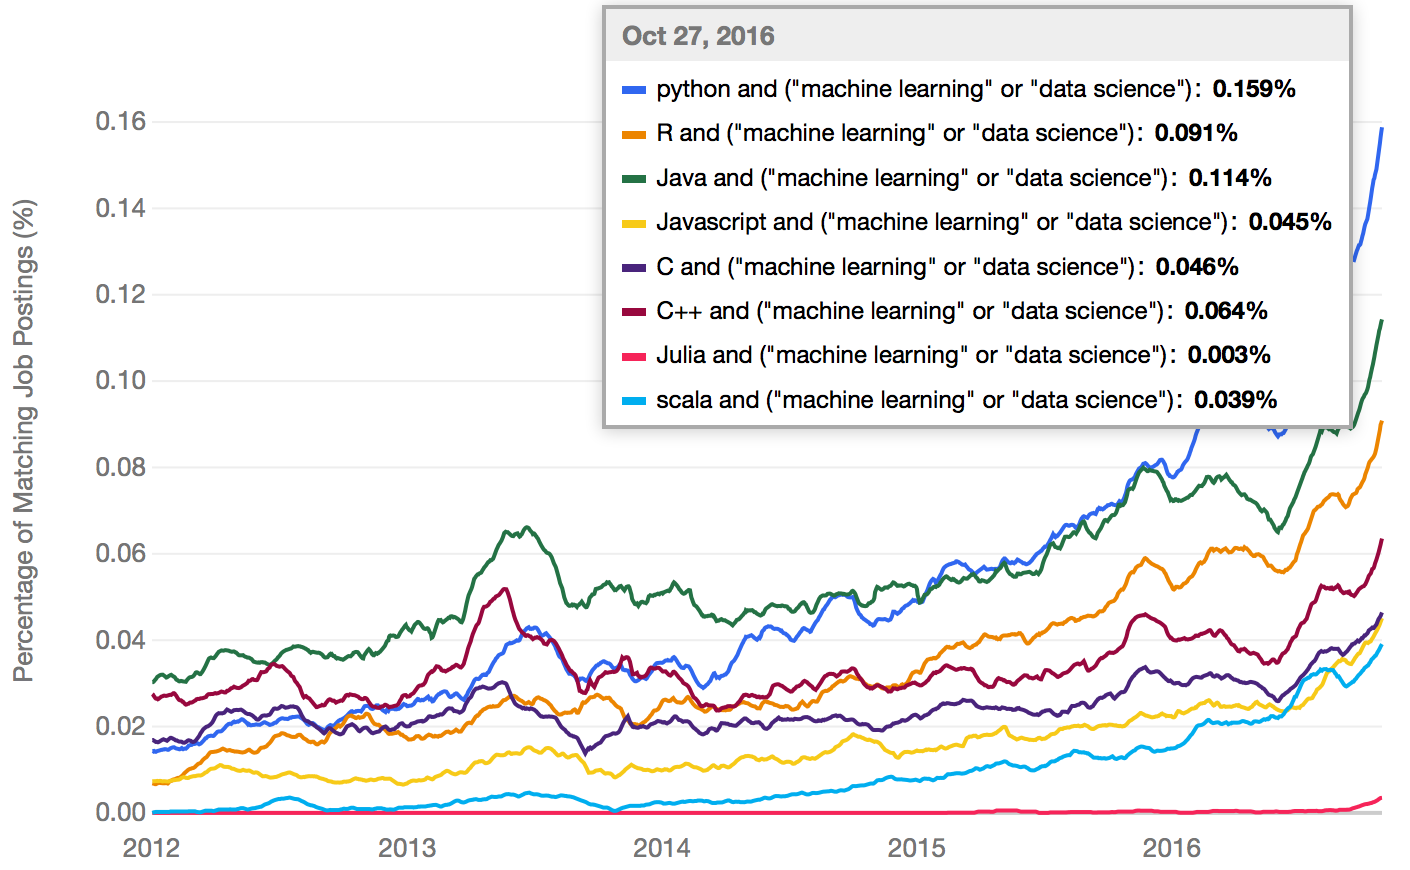 Oct 27, 2016
python and ("machine learning" or "data science"): 0.159%
R and ("machine learning" or "data science"): 0.091%
Java and ("machine learning" or "data science"): 0.114%
Javascript and ("machine learning" or "data science"): 0.045%
C and ("machine learning" or "data science"): 0.046%
C++ and ("machine learning" or "data science"): 0.064%
Julia and ("machine learning" or "data science"): 0.003%
scala and ("machine learning" or "data science"): 0.039%
Percentage of Matching Job Postings (%)
0.16
0.14
0.12
0.10
0.08
0.06
0.04
0.02
0.00
2012 2013 2014 2015 2016